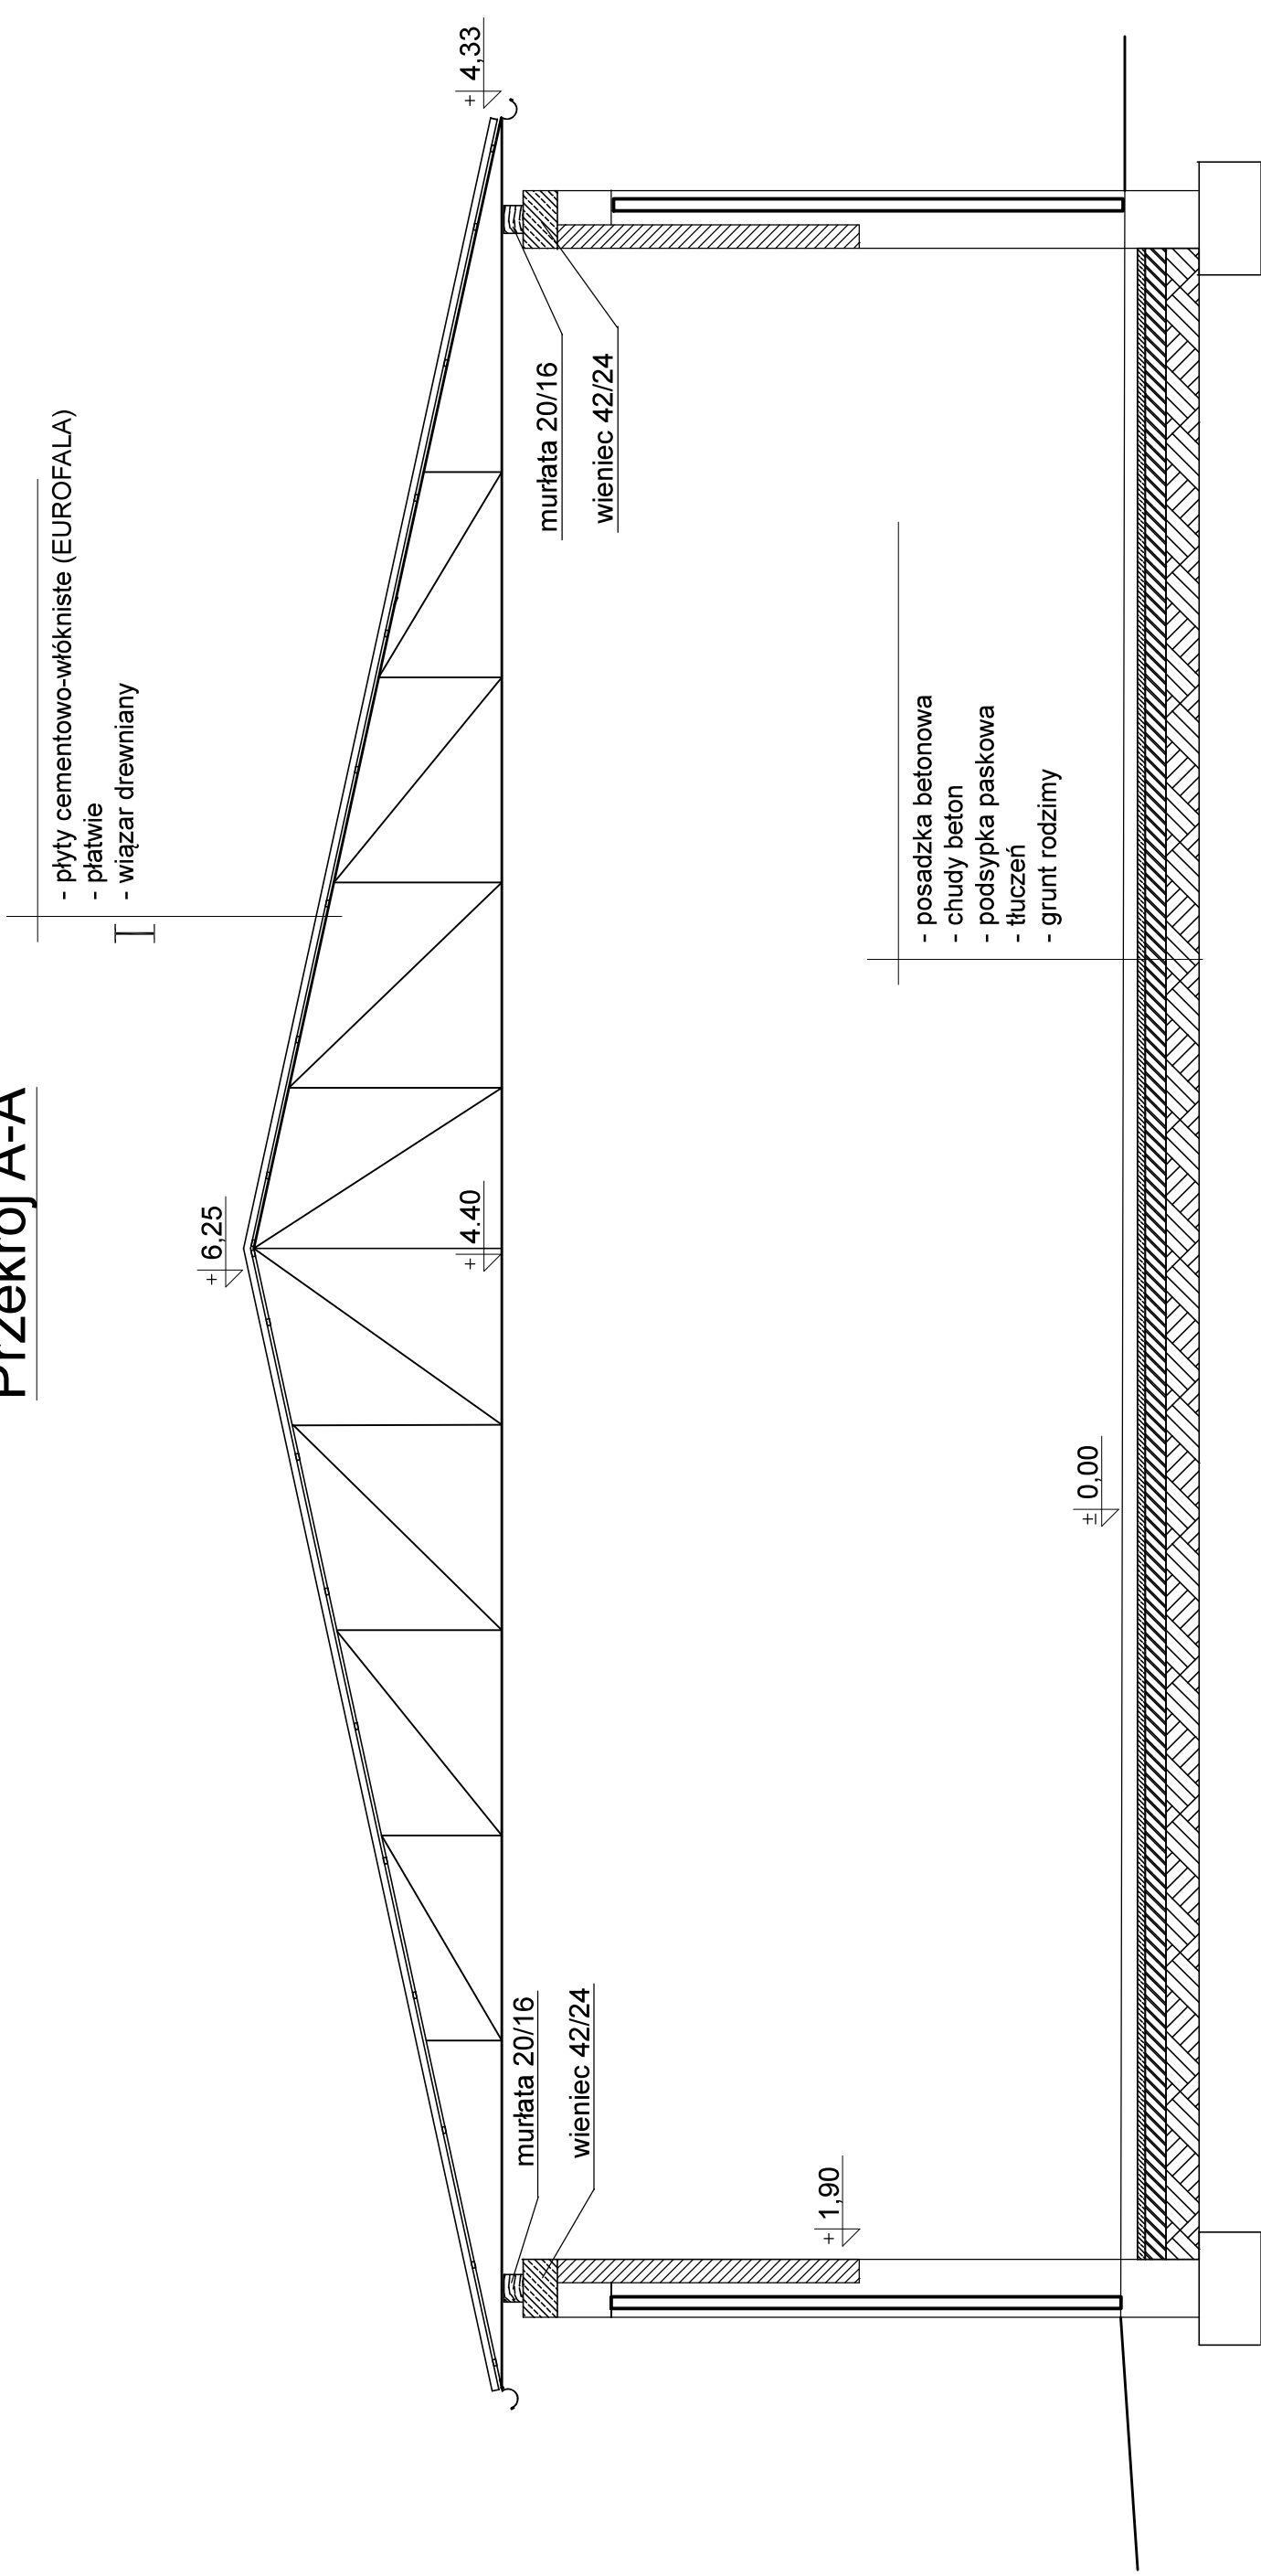 Przekrój A-A
- płyty cementowo-włókniste (EUROFALA)
- płatwie
- wiązar drewniany
+ 6,25
+ 4.40
+ 4,33
murłata 20/16
wieniec 42/24
murłata 20/16
wieniec 42/24
+ 1,90
± 0,00
- posadzka betonowa
- chudy beton
- podsypka paskowa
- tłuczeń
- grunt rodzimy